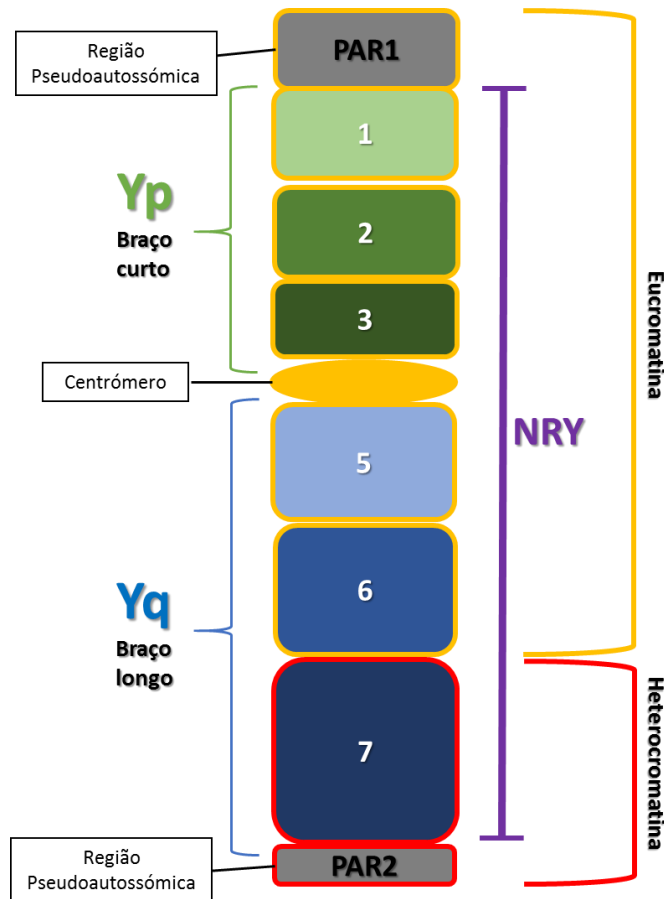 Região
Pseudoautossómica
PAR1
1
Yp
Braço
curto
2
3
Eucromatina
Centrómero
NRY
5
6
Yq
Braço
longo
7
Heterocromatina
Região
Pseudoautossómica
PAR2